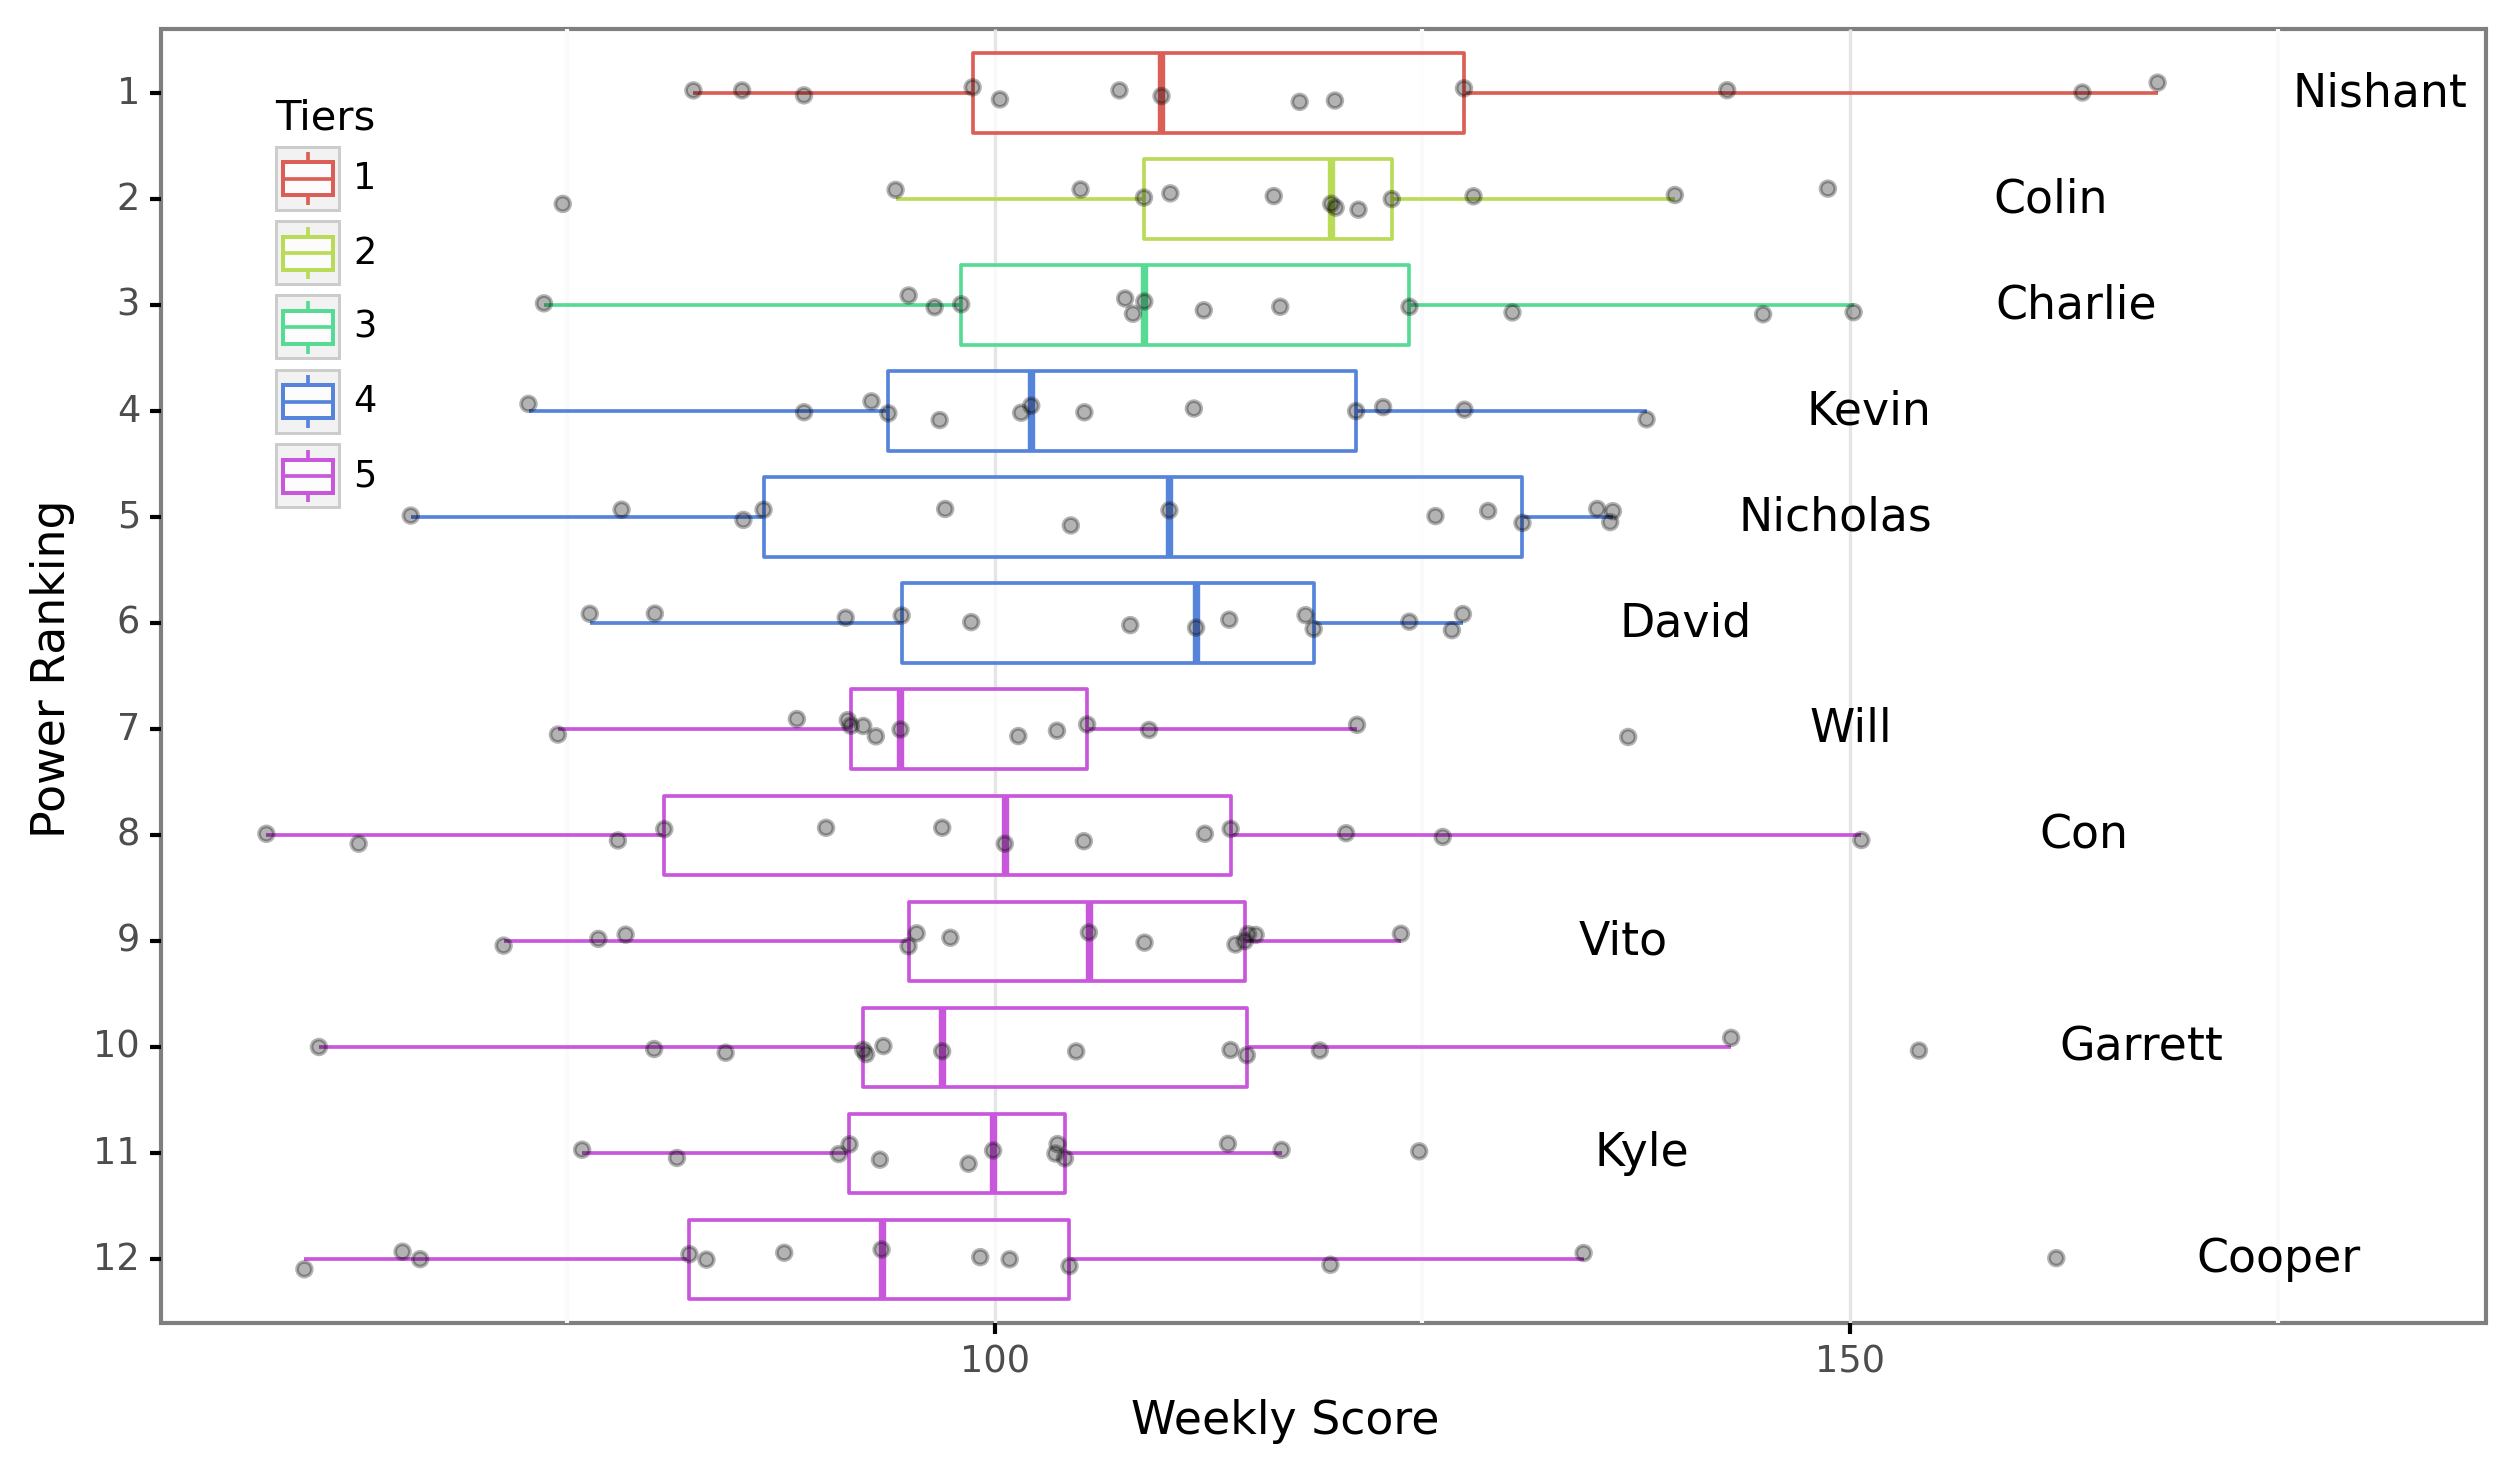 1 Nishant
Tiers
1
2 Colin
2
3 Charlie
3
4 Kevin
4
5 Nicholas
5
6 David
7 Will
8 Con
9 Vito
10 Garrett
11 Kyle
12 Cooper
Power Ranking
100 150
Weekly Score